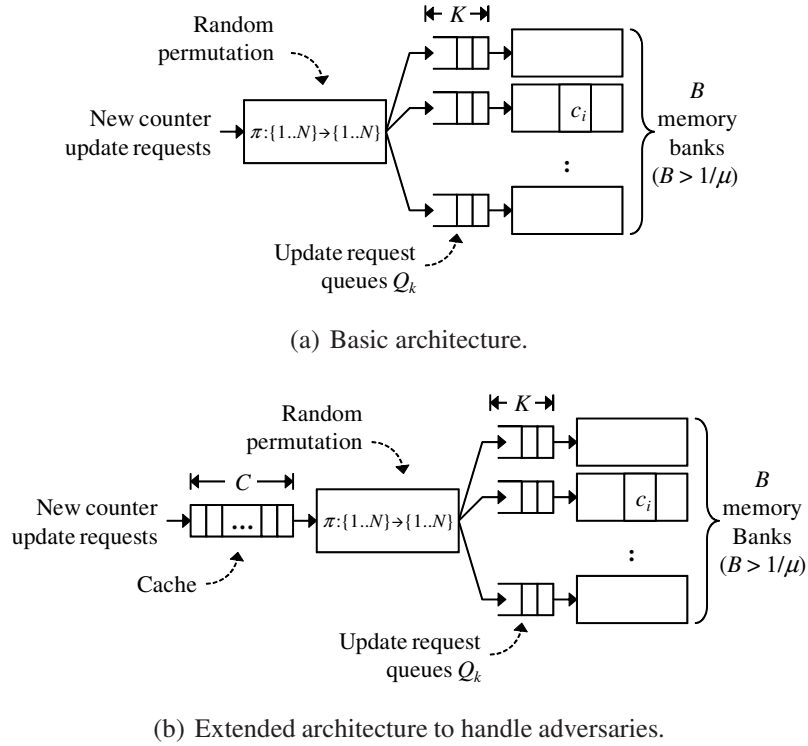 Random
permutation
K
New counter
update requests
π:{1..N}→{1..N}
c_i
:
B
memory
banks
(B > 1/μ)
Update request
queues Q_k
(a) Basic architecture.
Random
permutation
K
C
New counter
update requests
...
π:{1..N}→{1..N}
c_i
:
B
memory
Banks
(B > 1/μ)
Cache
Update request
queues Q_k
(b) Extended architecture to handle adversaries.